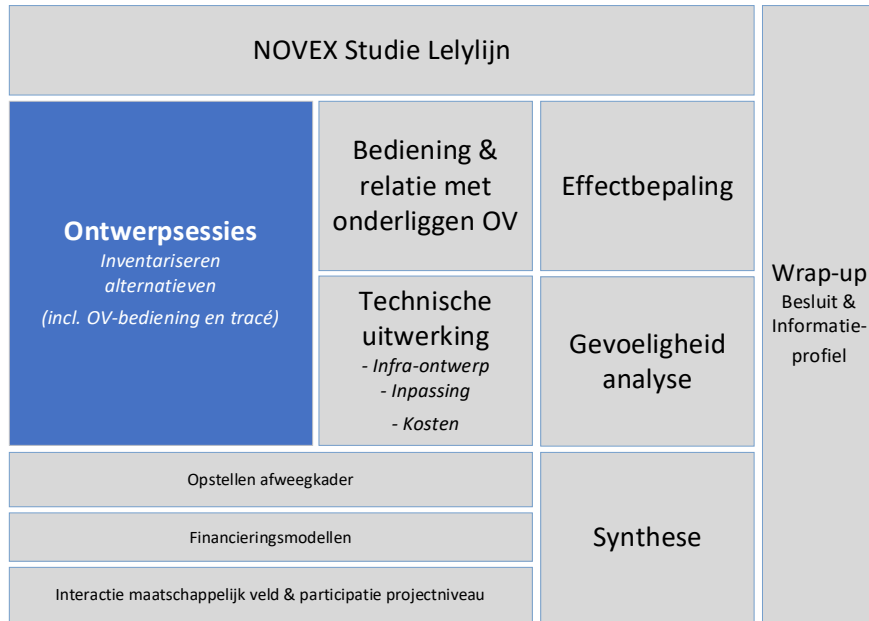 NOVEX Studie Lelylijn
Ontwerpsessies
Inventariseren
alternatieven
(incl. OV-bediening en tracé)
Bediening &
relatie met
onderliggen OV
Effectbepaling
Technische
uitwerking
- Infra-ontwerp
- Inpassing
- Kosten
Gevoeligheid
analyse
Wrap-up
Besluit &
Informatie-
profiel
Opstellen afweegkader
Financieringsmodellen
Interactie maatschappelijk veld & participatie projectniveau
Synthese